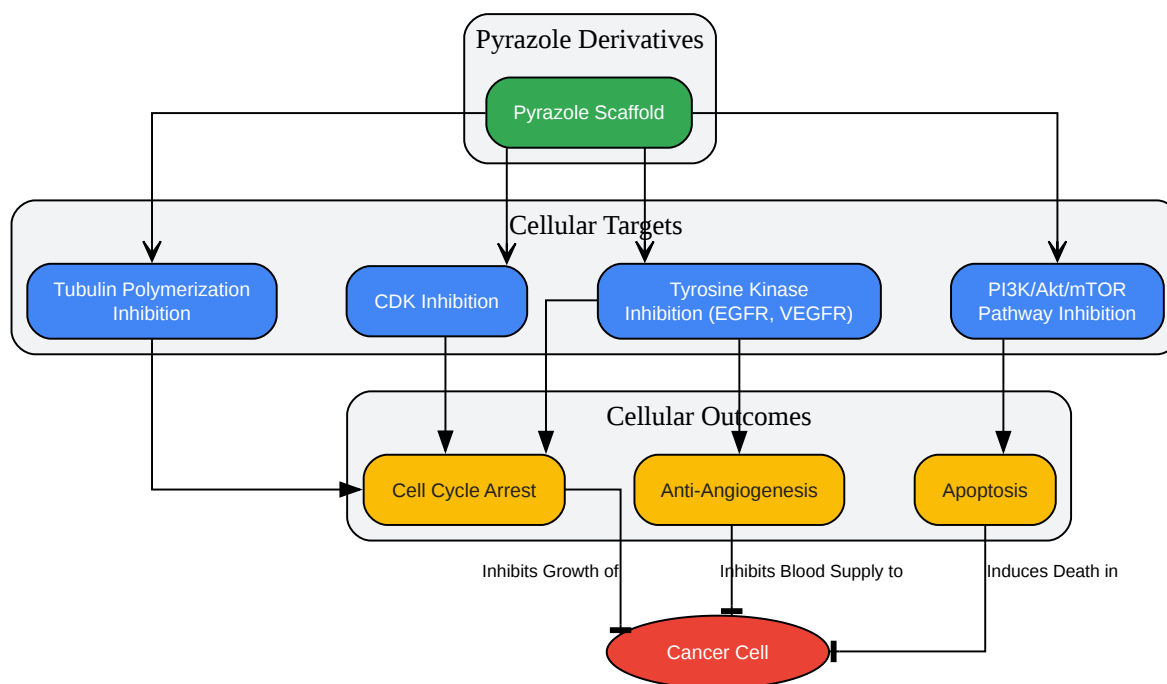 Pyrazole Derivatives
Pyrazole Scaffold
Cellular Targets
Tubulin Polymerization
Inhibition
CDK Inhibition
Tyrosine Kinase
Inhibition (EGFR, VEGFR)
PI3K/Akt/mTOR
Pathway Inhibition
Cellular Outcomes
Cell Cycle Arrest
Anti-Angiogenesis
Apoptosis
Inhibits Growth of
Inhibits Blood Supply to
Induces Death in
Cancer Cell